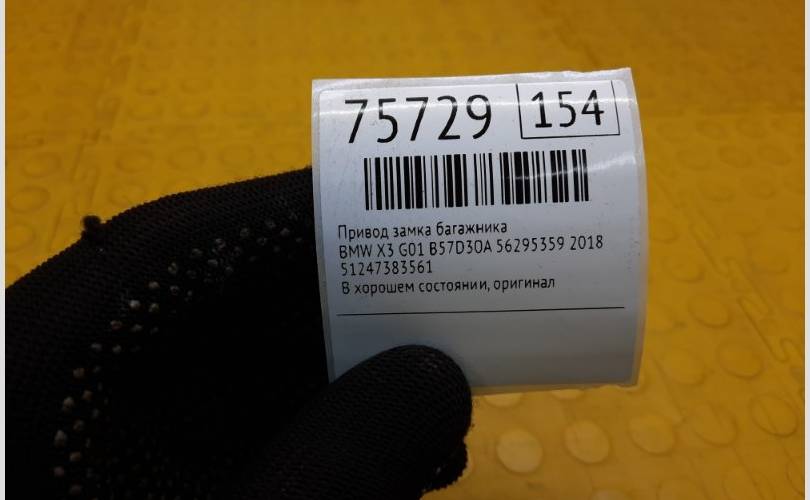 75729 154
Привод замка багажника
BMW X3 G01 B57D30A 56295359 2018
51247383561
В хорошем состоянии, оригинал